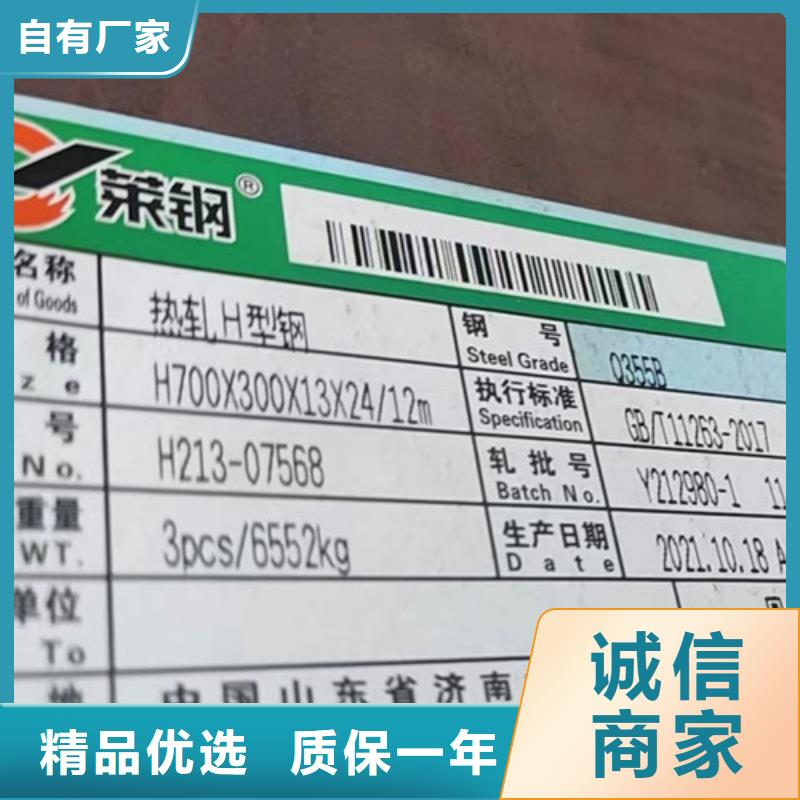 自有厂家
莱钢®
名称 热轧H型钢 钢号 Q355B
of Goods Steel Grade
格 H700X300X13X24/12m 执行标准 GB/T11263-2017
ze Specification
号 H213-07568 轧批号 Y212980-1 11
No. Batch No.
重量 3pcs/6552kg 生产日期 2021.10.18 A
WT. Date
单位
To
地 中国山东省济南
精品优选 质保一年
诚信
商家